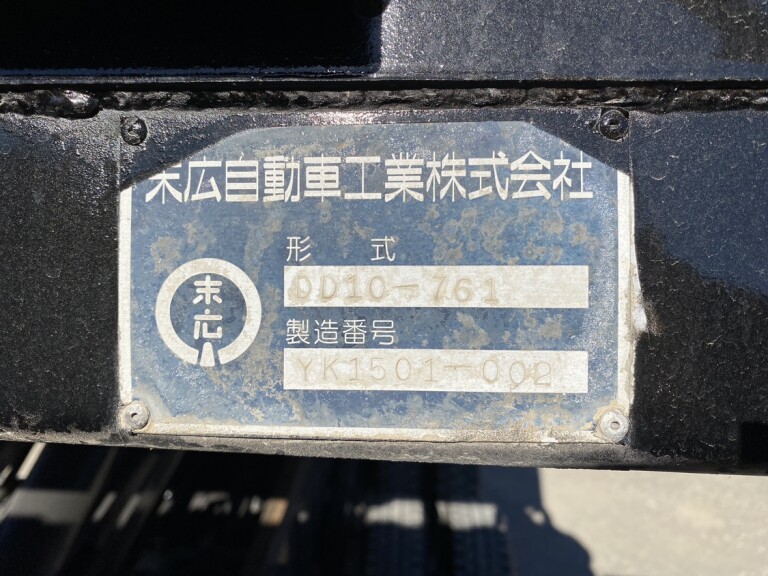 末広自動車工業株式会社
形 式
DD10-761
末広
製造番号
YK1501-002